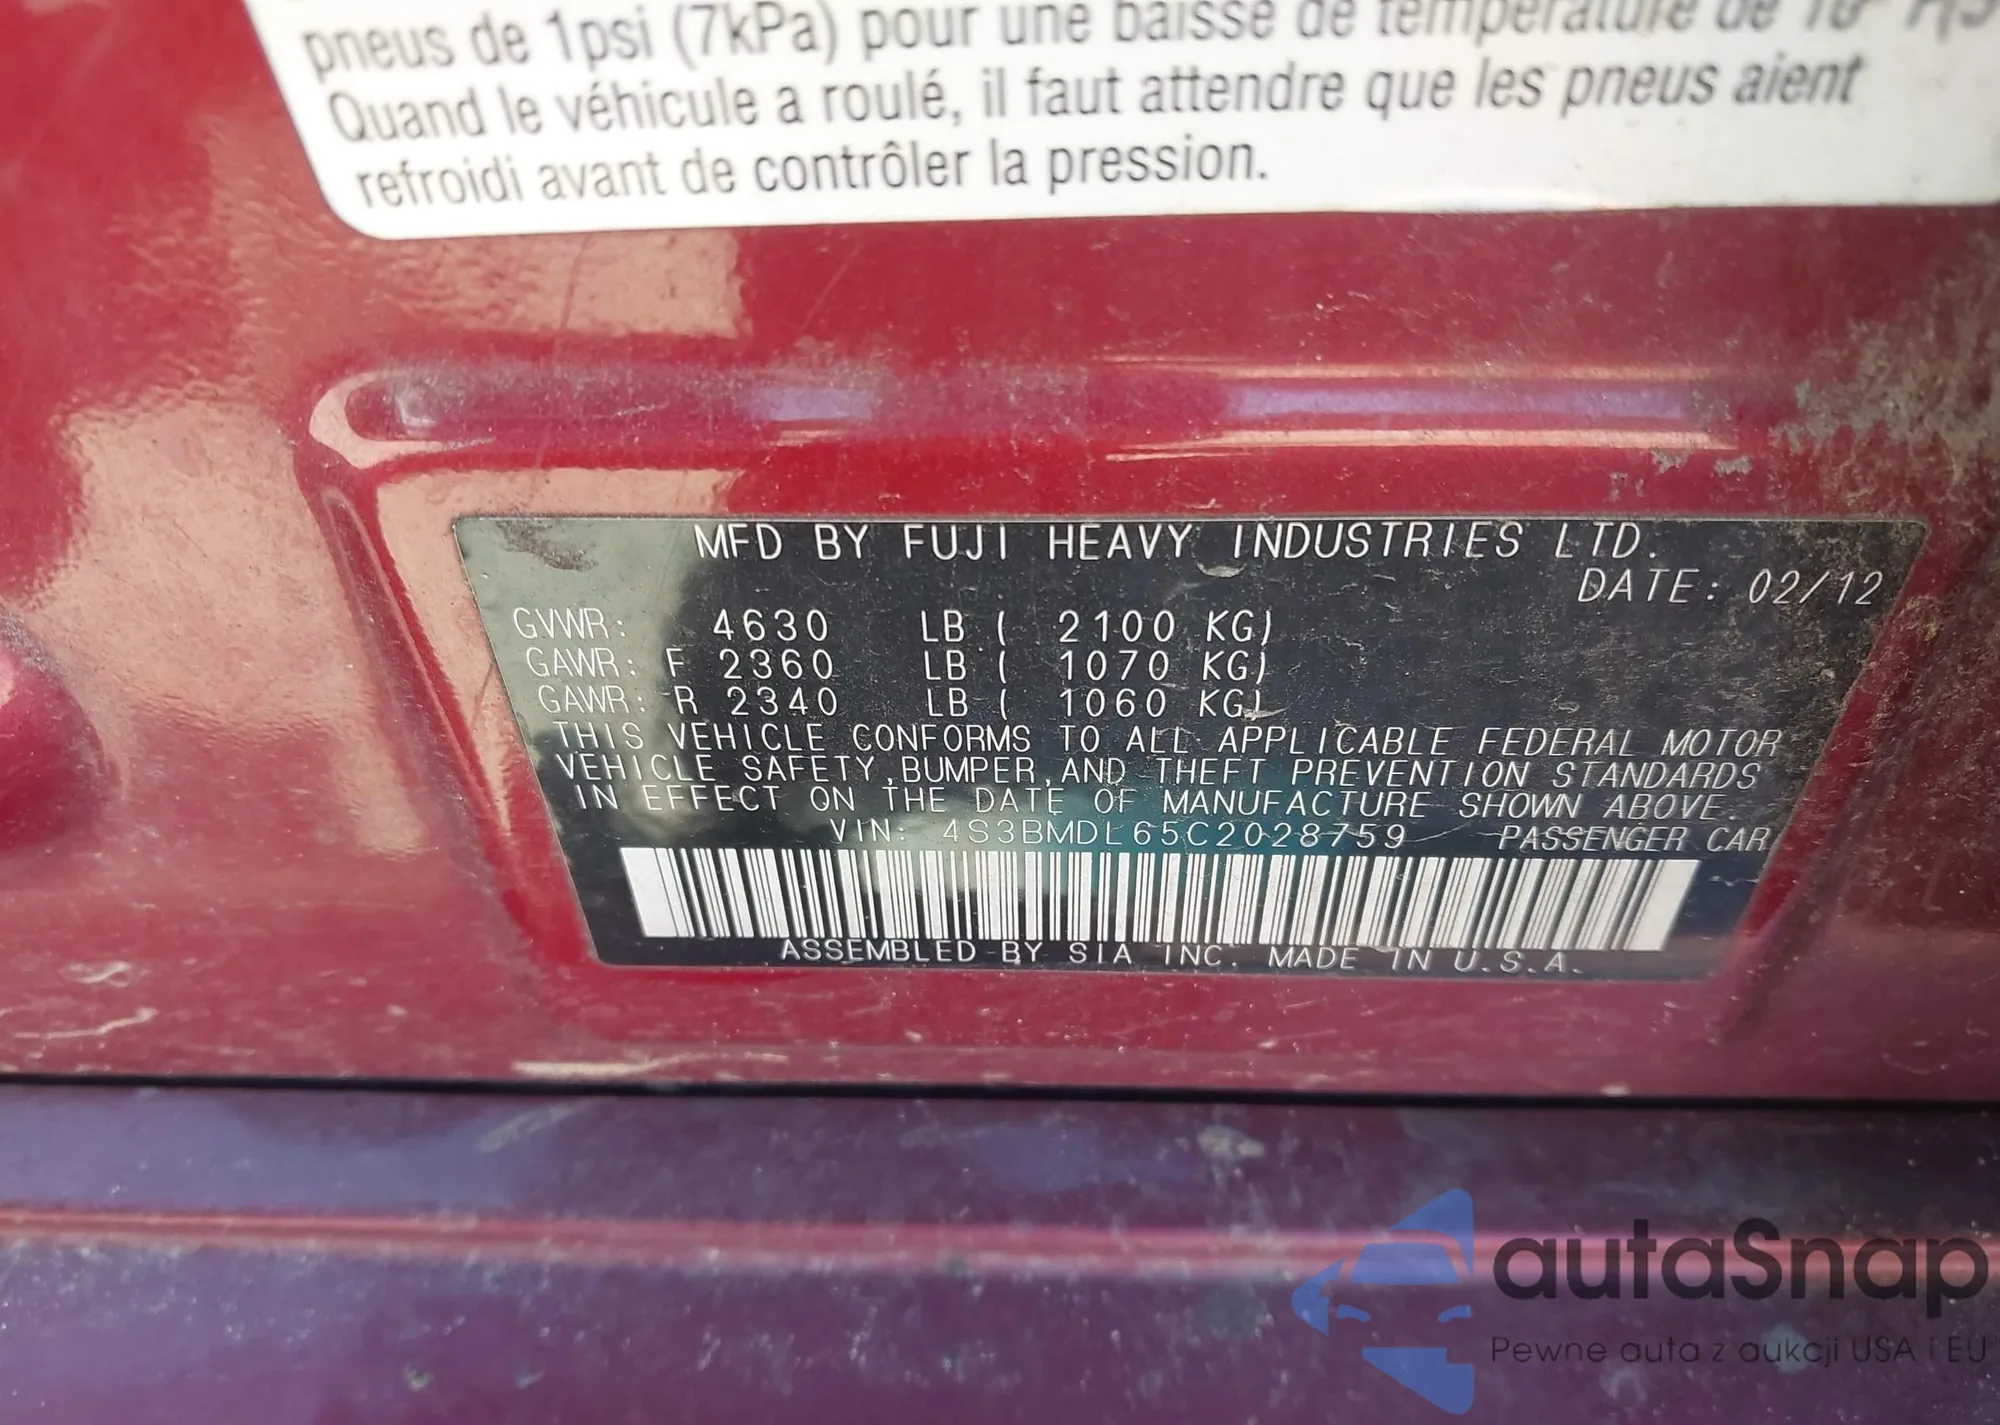 pneus de 1psi (7kPa) pour une baisse de température de 10°
Quand le véhicule a roulé, il faut attendre que les pneus aient
refroidi avant de contrôler la pression.
MFD BY FUJI HEAVY INDUSTRIES LTD.
DATE: 02/12
GVWR: 4630 LB ( 2100 KG)
GAWR: F 2360 LB ( 1070 KG)
GAWR: R 2340 LB ( 1060 KG)
THIS VEHICLE CONFORMS TO ALL APPLICABLE FEDERAL MOTOR
VEHICLE SAFETY,BUMPER,AND THEFT PREVENTION STANDARDS
IN EFFECT ON THE DATE OF MANUFACTURE SHOWN ABOVE.
VIN: 4S3BMDL65C2028759 PASSENGER CAR
ASSEMBLED BY SIA INC. MADE IN U.S.A.
autaSnap
Pewne auta z aukcji USA i EU